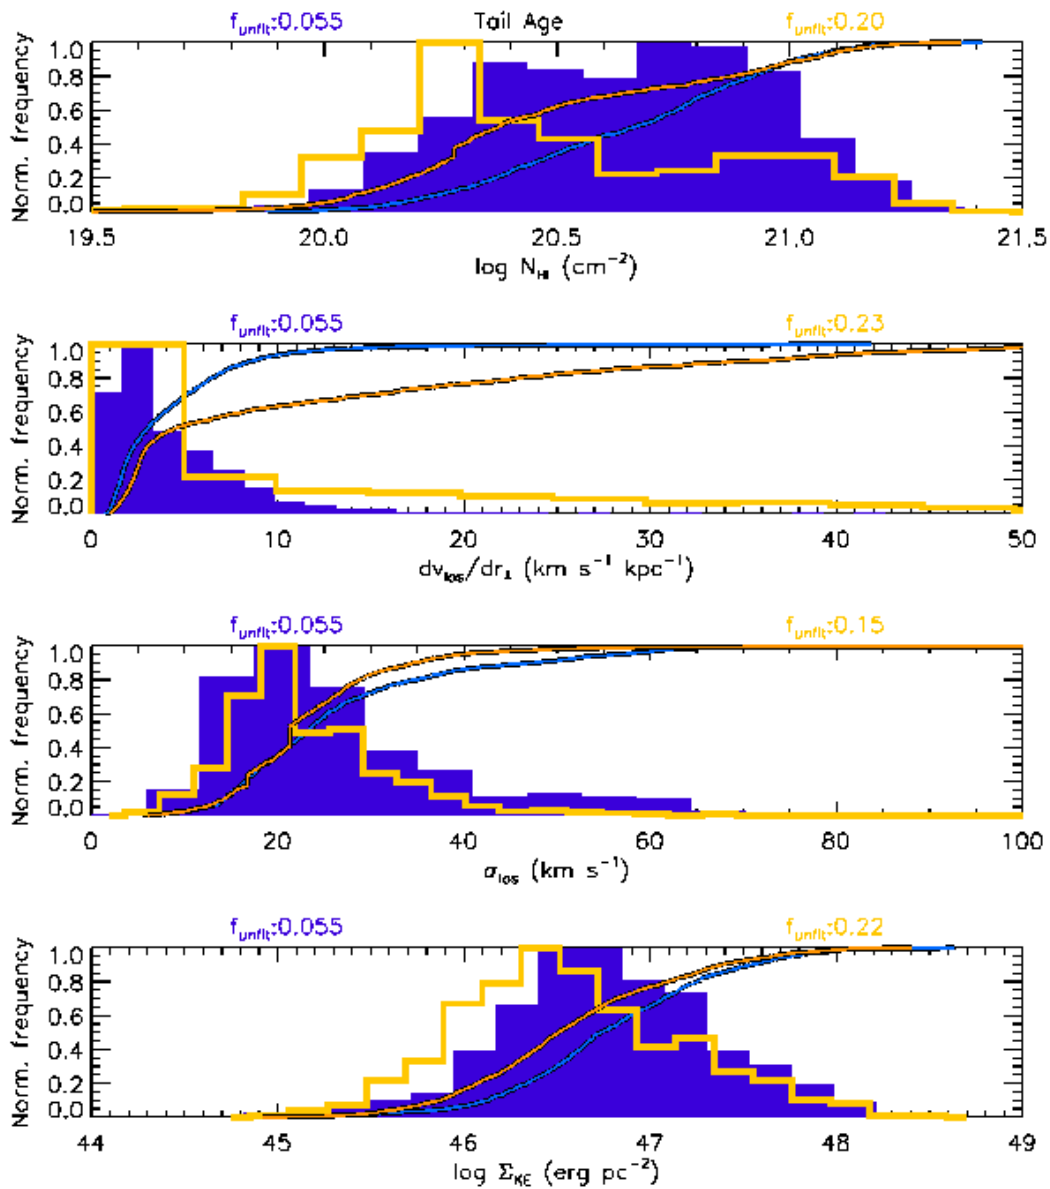 f_unfit:0.055 Tail Age f_unfit:0.20
Norm. frequency
1.0
0.8
0.6
0.4
0.2
0.0
19.5 20.0 20.5 21.0 21.5
log N_HI (cm⁻²)
f_unfit:0.055 f_unfit:0.23
Norm. frequency
1.0
0.8
0.6
0.4
0.2
0.0
0 10 20 30 40 50
dv_los/dr_⊥ (km s⁻¹ kpc⁻¹)
f_unfit:0.055 f_unfit:0.15
Norm. frequency
1.0
0.8
0.6
0.4
0.2
0.0
0 20 40 60 80 100
σ_los (km s⁻¹)
f_unfit:0.055 f_unfit:0.22
Norm. frequency
1.0
0.8
0.6
0.4
0.2
0.0
44 45 46 47 48 49
log Σ_KE (erg pc⁻²)